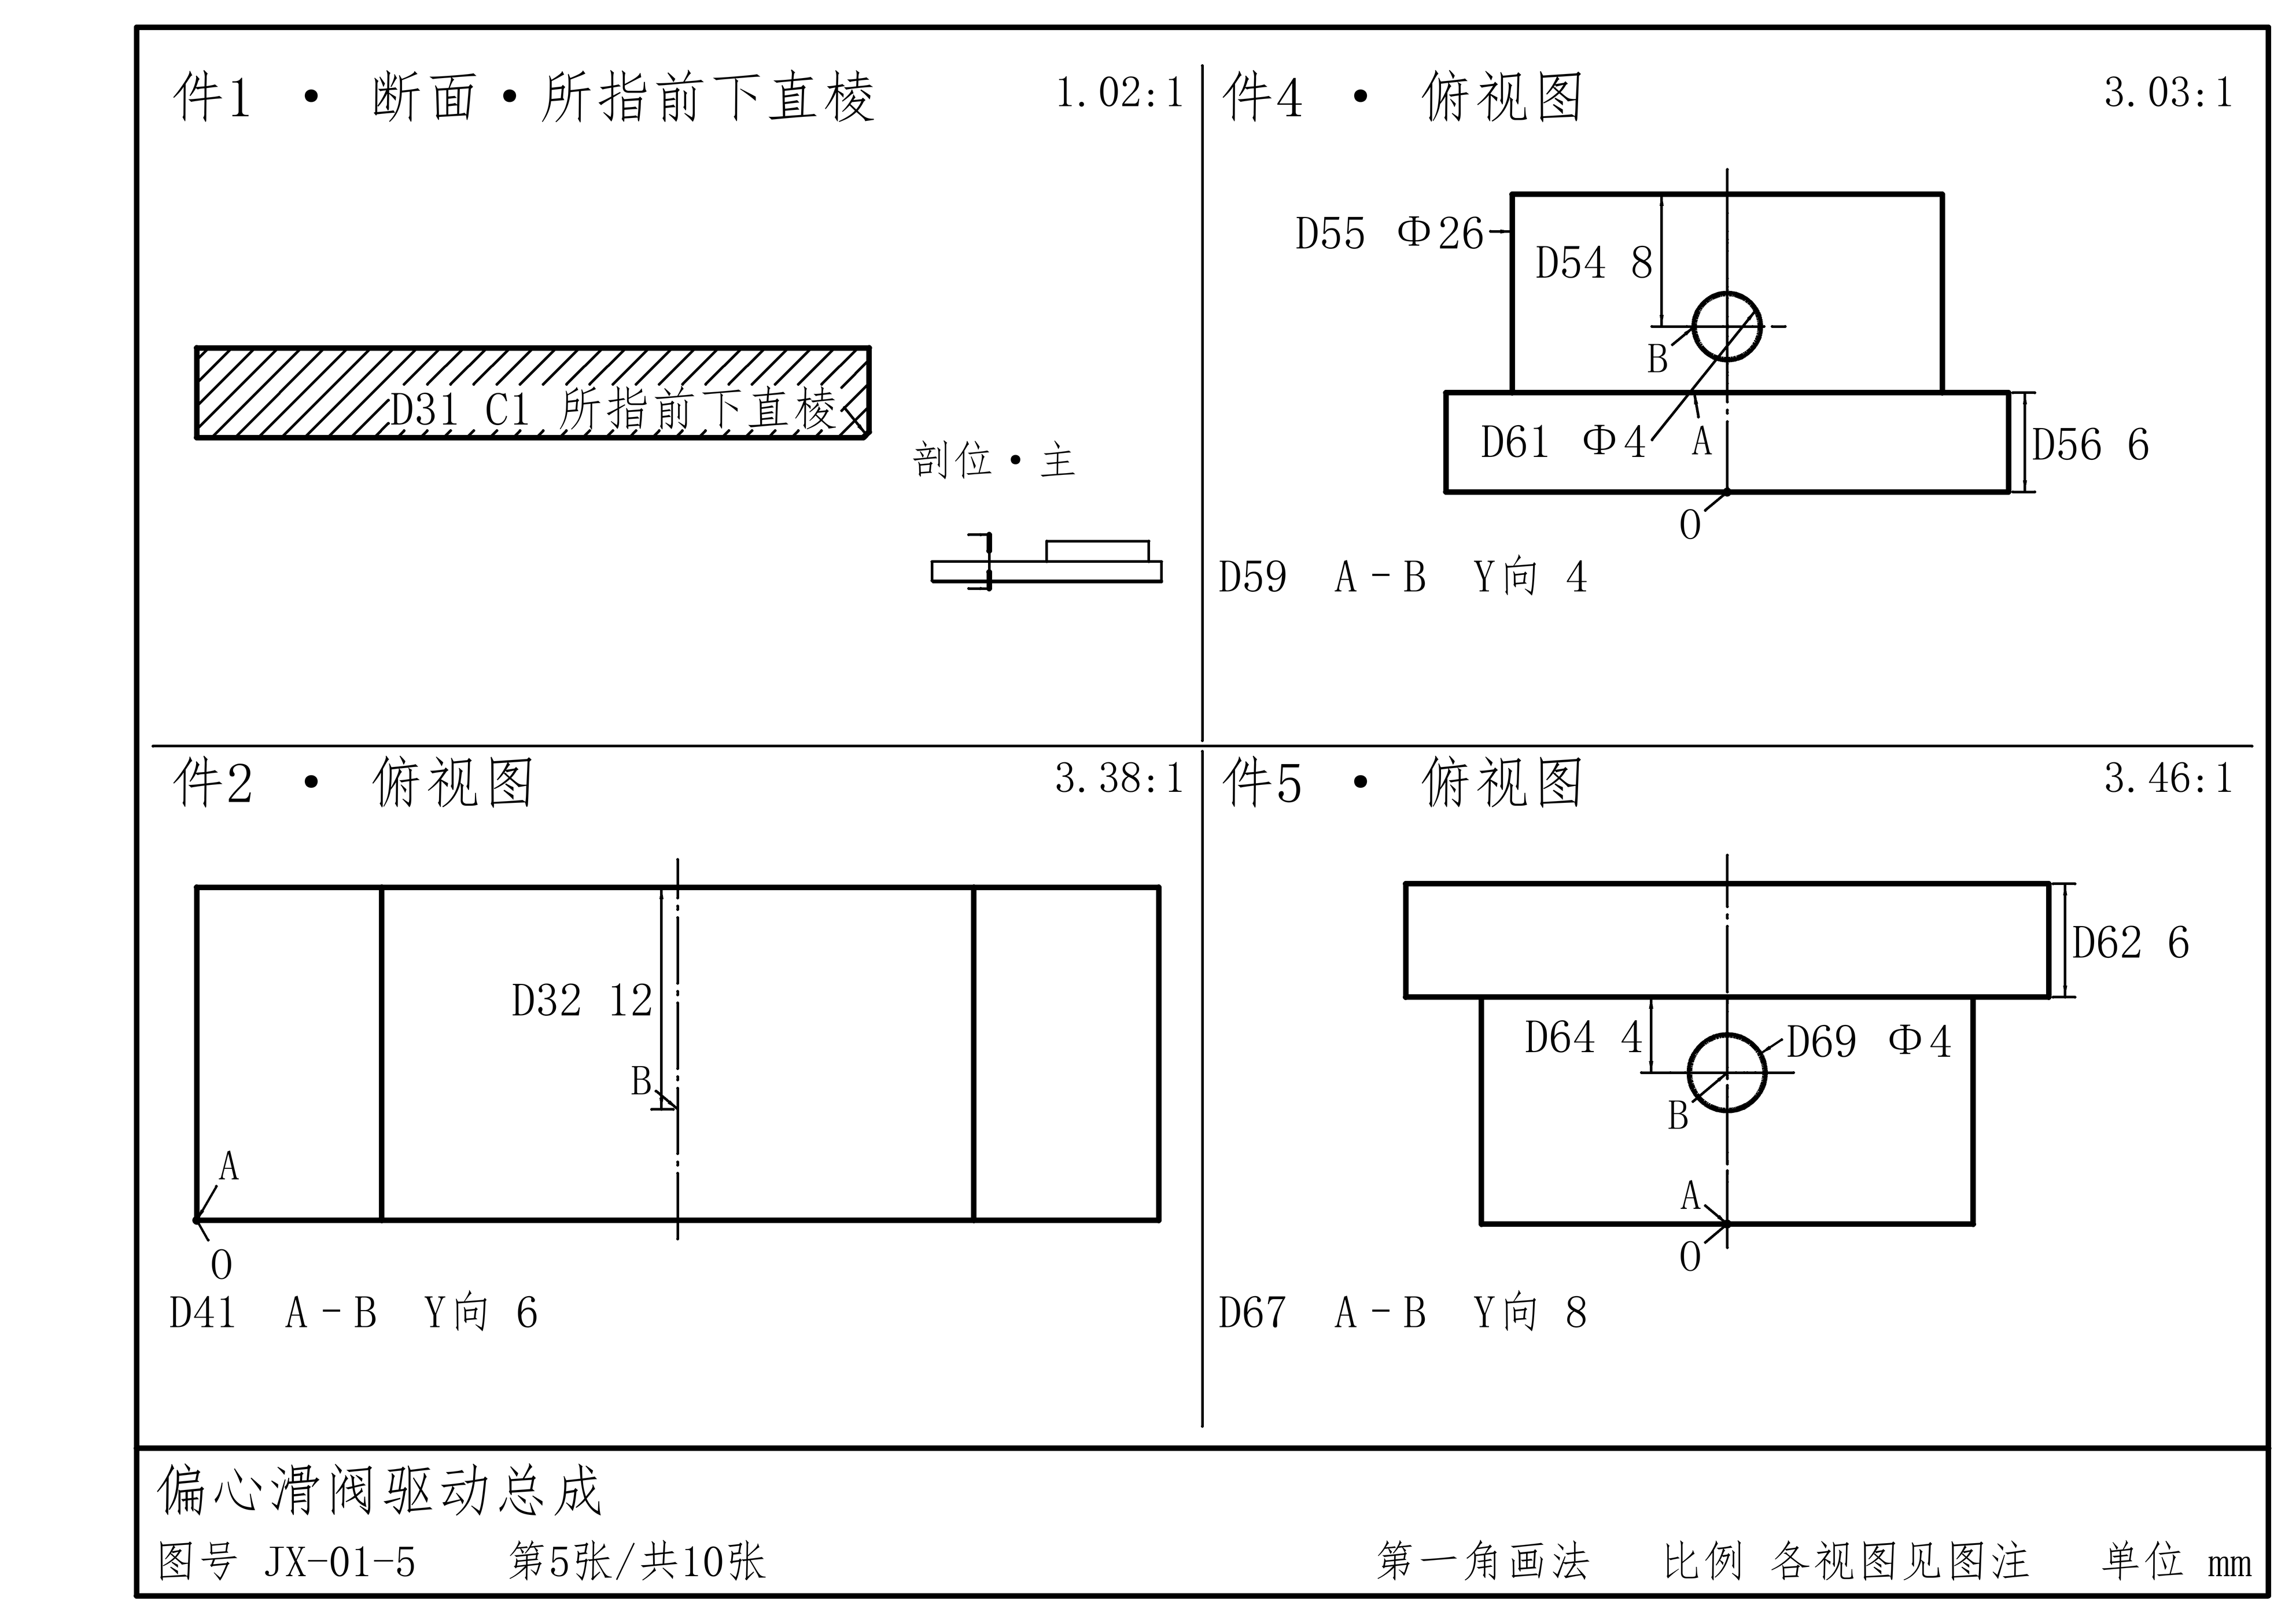 件1 · 断面·所指前下直棱 1.02:1
D31 C1 所指前下直棱
剖位·主
件4 · 俯视图 3.03:1
D55 Φ26
D54 8
B
D61 Φ4
A
D56 6
O
D59 A-B Y向 4
件2 · 俯视图 3.38:1
D32 12
B
A
O
D41 A-B Y向 6
件5 · 俯视图 3.46:1
D62 6
D64 4
D69 Φ4
B
A
O
D67 A-B Y向 8
偏心滑阀驱动总成
图号 JX-01-5 第5张/共10张 第一角画法 比例 各视图见图注 单位 mm